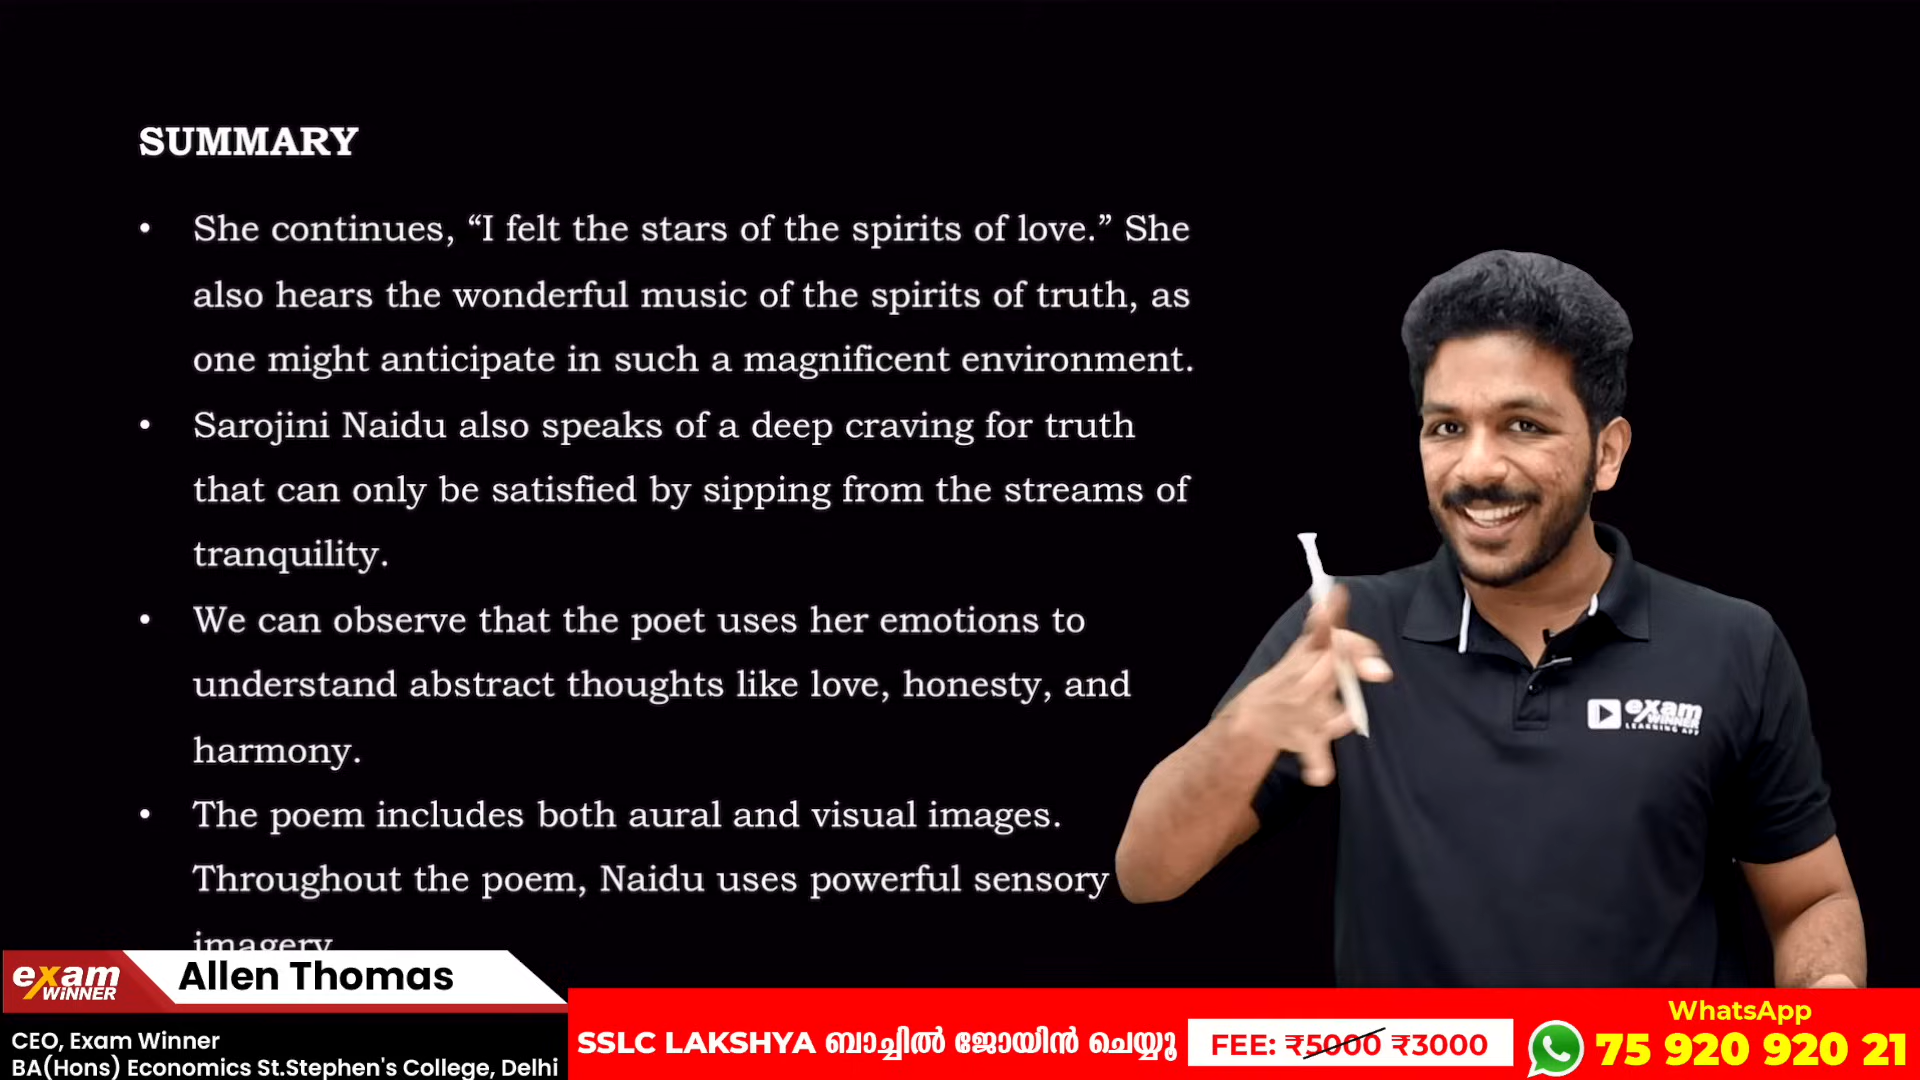 SUMMARY
• She continues, “I felt the stars of the spirits of love.” She
also hears the wonderful music of the spirits of truth, as
one might anticipate in such a magnificent environment.
• Sarojini Naidu also speaks of a deep craving for truth
that can only be satisfied by sipping from the streams of
tranquility.
• We can observe that the poet uses her emotions to
understand abstract thoughts like love, honesty, and
harmony.
• The poem includes both aural and visual images.
Throughout the poem, Naidu uses powerful sensory
imagery
exam
WINNER
LEARNING APP
exam
WINNER
Allen Thomas
CEO, Exam Winner
BA(Hons) Economics St.Stephen's College, Delhi
SSLC LAKSHYA ബാച്ചിൽ ജോയിൻ ചെയ്യൂ
FEE: ₹5000 ₹3000
WhatsApp
75 920 920 21